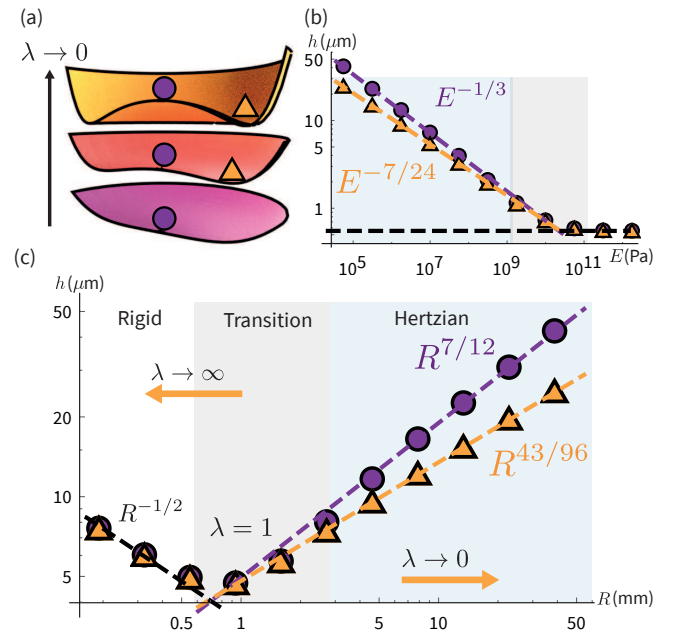 (a)
λ → 0
(b)
h(μm)
50
10
5
1
E^{-1/3}
E^{-7/24}
10^5
10^7
10^9
10^11
E(Pa)
(c)
h(μm)
50
20
10
5
Rigid
Transition
Hertzian
λ → ∞
R^{7/12}
R^{43/96}
R^{-1/2}
λ = 1
λ → 0
0.5
1
5
10
50
R(mm)